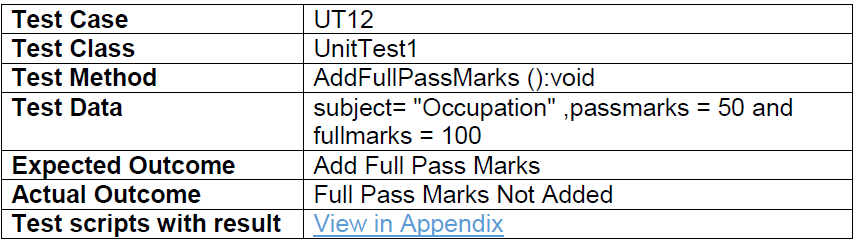 Test Case UT12
Test Class UnitTest1
Test Method AddFullPassMarks ():void
Test Data subject= "Occupation" ,passmarks = 50 and
fullmarks = 100
Expected Outcome Add Full Pass Marks
Actual Outcome Full Pass Marks Not Added
Test scripts with result View in Appendix